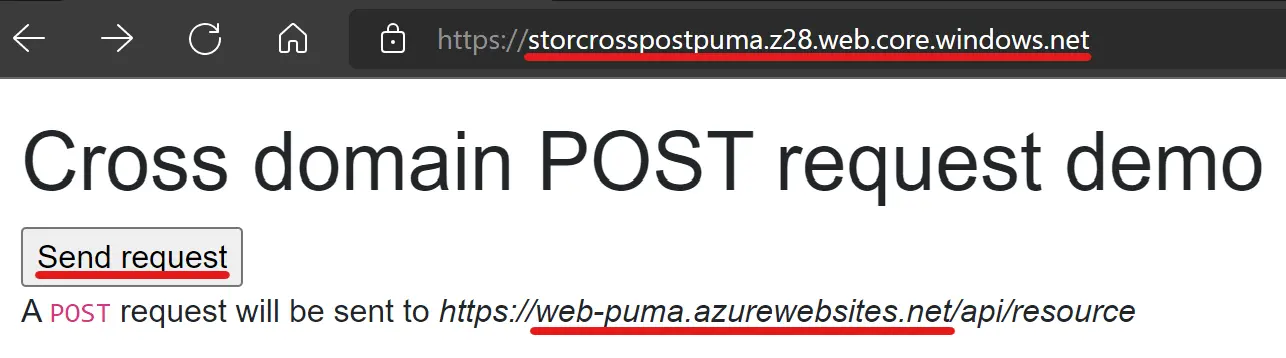 https://storcrosspostpuma.z28.web.core.windows.net
Cross domain POST request demo
Send request
A POST request will be sent to https://web-puma.azurewebsites.net/api/resource